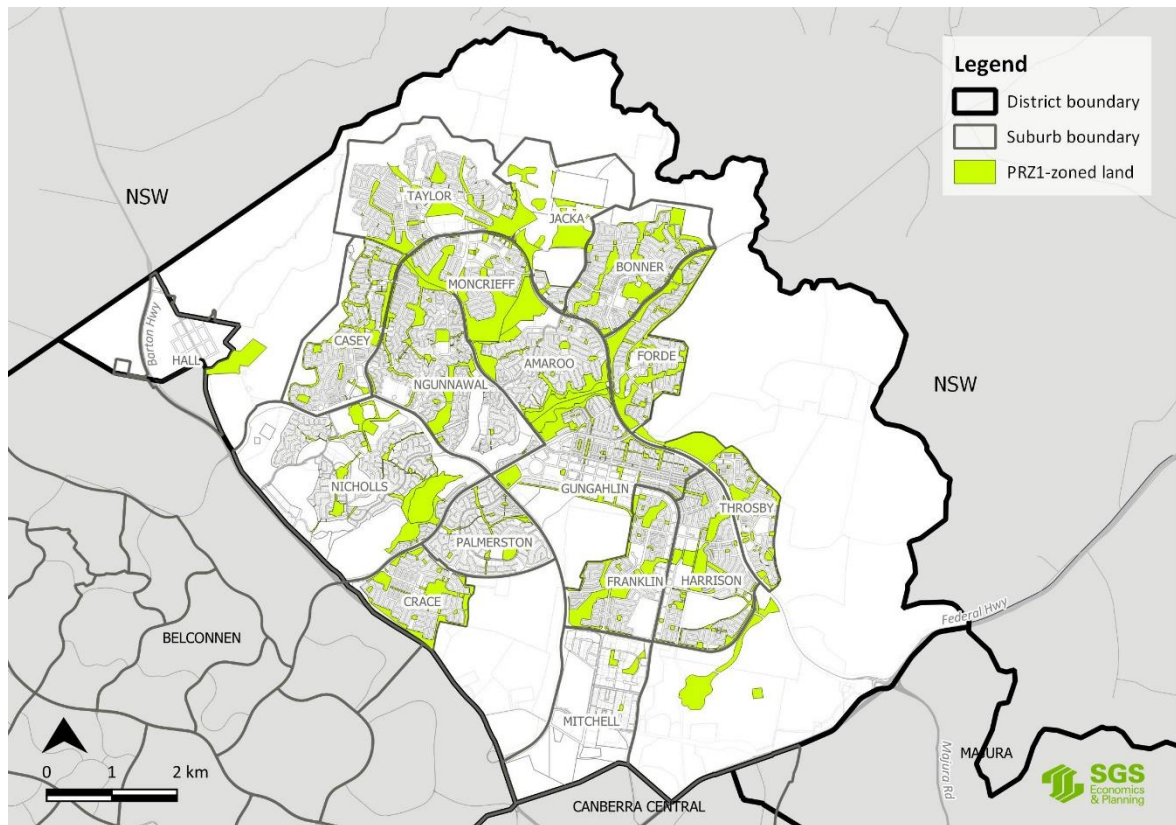 Legend
District boundary
Suburb boundary
PRZ1-zoned land
NSW
TAYLOR
JACKA
BONNER
MONCRIEFF
Barton Hwy
HALL
CASEY
AMAROO
FORDE
NGUNNAWAL
NSW
NICHOLLS
GUNGAHLIN
THROSBY
PALMERSTON
FRANKLIN
HARRISON
CRACE
Federal Hwy
BELCONNEN
MITCHELL
MAJURA
Majura Rd
0 1 2 km
CANBERRA CENTRAL
SGS
Economics
& Planning